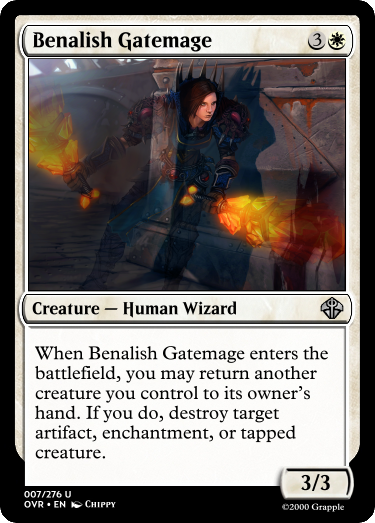 Benalish Gatemage 3
Creature — Human Wizard
When Benalish Gatemage enters the
battlefield, you may return another
creature you control to its owner's
hand. If you do, destroy target
artifact, enchantment, or tapped
creature.
3/3
007/276 U
OVR • EN Chippy
©2000 Grapple